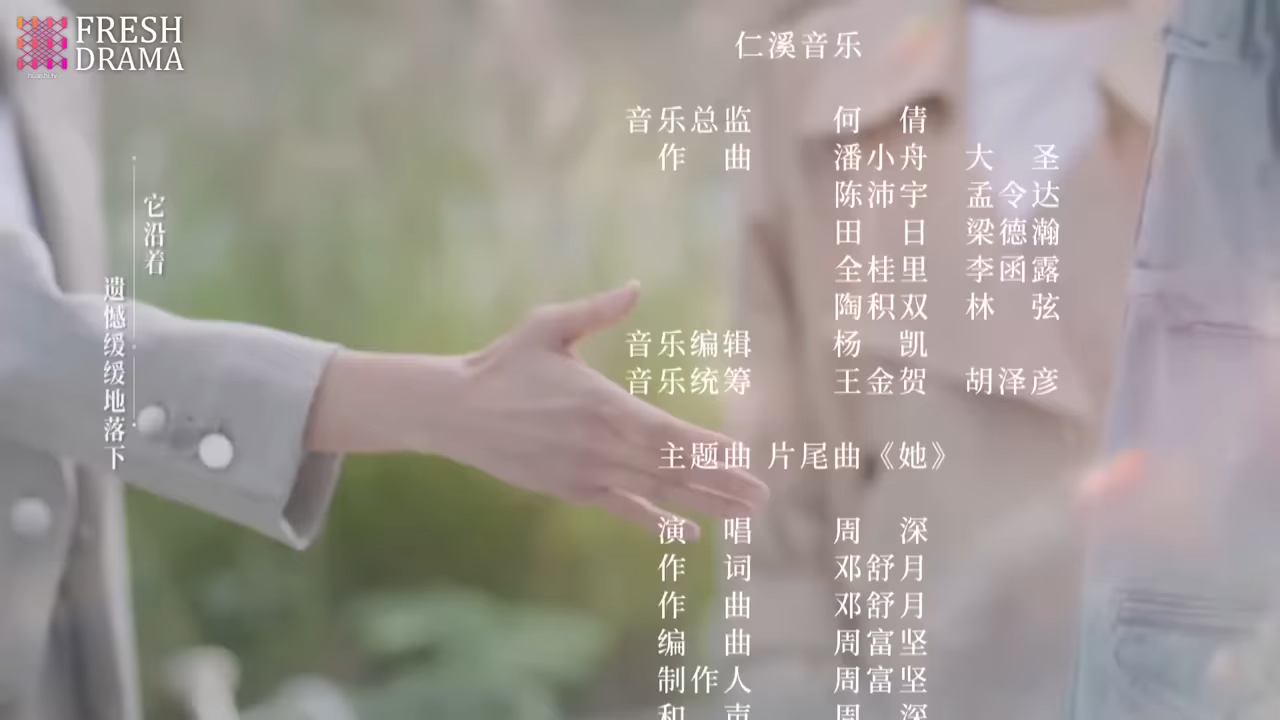 FRESH
DRAMA
它沿着
遗憾缓缓地落下
仁溪音乐
音乐总监 何倩
作曲 潘小舟 大圣
陈沛宇 孟令达
田日 梁德瀚
全桂里 李函露
陶积双 林弦
音乐编辑 杨凯
音乐统筹 王金贺 胡泽彦
主题曲 片尾曲《她》
演唱 周深
作词 邓舒月
作曲 邓舒月
编曲 周富坚
制作人 周富坚
和声 周深